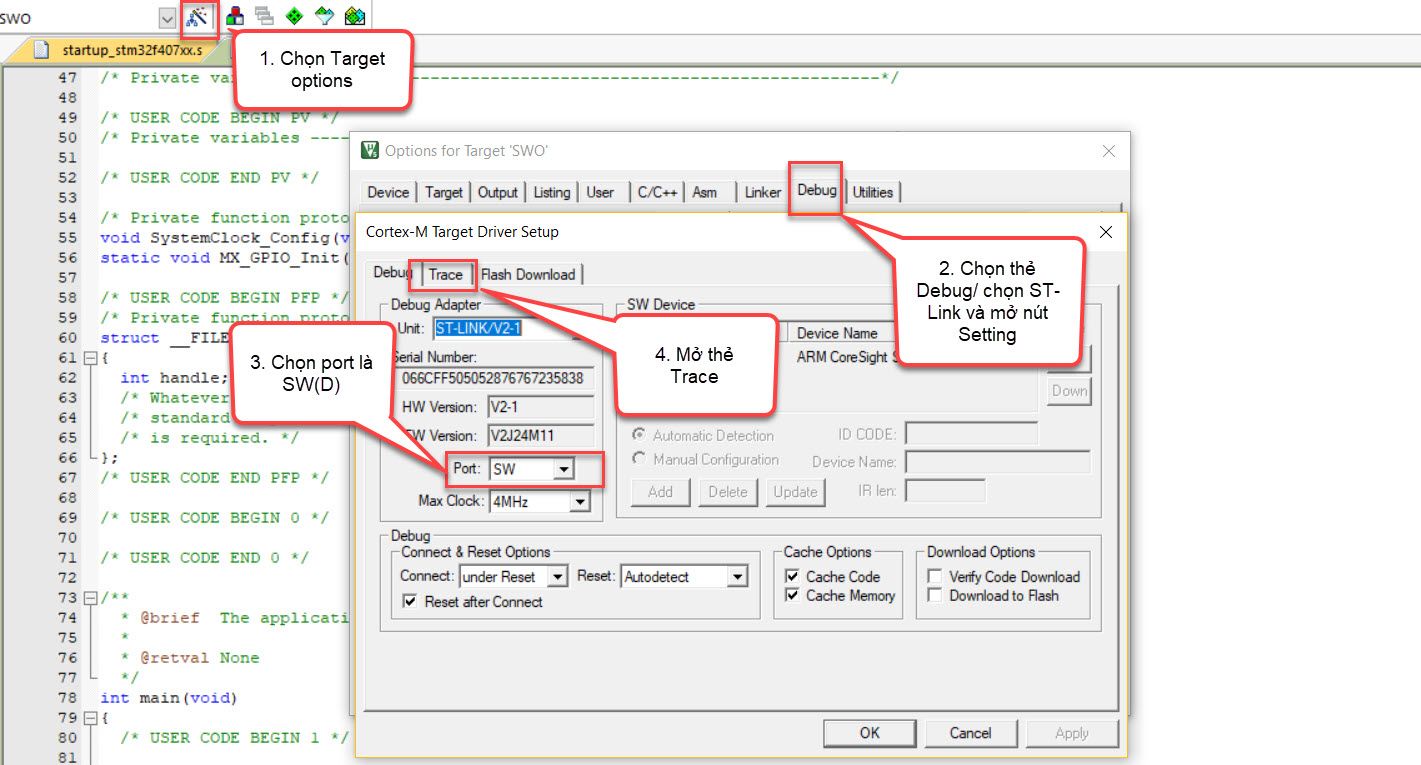 SWO
startup_stm32f407xx.s
1. Chọn Target
options
47 /* Private var ---*/
48
49 /* USER CODE BEGIN PV */
50 /* Private variables ----
51
52 /* USER CODE END PV */
53
54 /* Private function proto
55 void SystemClock_Config(v
56 static void MX_GPIO_Init(
57
58 /* USER CODE BEGIN PFP */
59 /* Private function proto
60 struct __FILE
61 {
62 int handle;
63 /* Whatever
64 /* standard
65 /* is required. */
66 };
67 /* USER CODE END PFP */
68
69 /* USER CODE BEGIN 0 */
70
71 /* USER CODE END 0 */
72
73 /**
74 * @brief The applicati
75 *
76 * @retval None
77 */
78 int main(void)
79 {
80 /* USER CODE BEGIN 1 */
81
Options for Target 'SWO'
Device Target Output Listing User C/C++ Asm Linker Debug Utilities
2. Chọn thẻ
Debug/ chọn ST-
Link và mở nút
Setting
Cortex-M Target Driver Setup
Debug Trace Flash Download
Debug Adapter
Unit: ST-LINK/V2-1
Serial Number:
066CFF505052876767235838
HW Version: V2-1
FW Version: V2J24M11
Port: SW
Max Clock: 4MHz
3. Chọn port là
SW(D)
4. Mở thẻ
Trace
SW Device
Device Name
ARM CoreSight S
Down
Automatic Detection
Manual Configuration
ID CODE:
Device Name:
Add Delete Update IR len:
Debug
Connect & Reset Options
Connect: under Reset Reset: Autodetect
Reset after Connect
Cache Options
Cache Code
Cache Memory
Download Options
Verify Code Download
Download to Flash
OK Cancel Apply